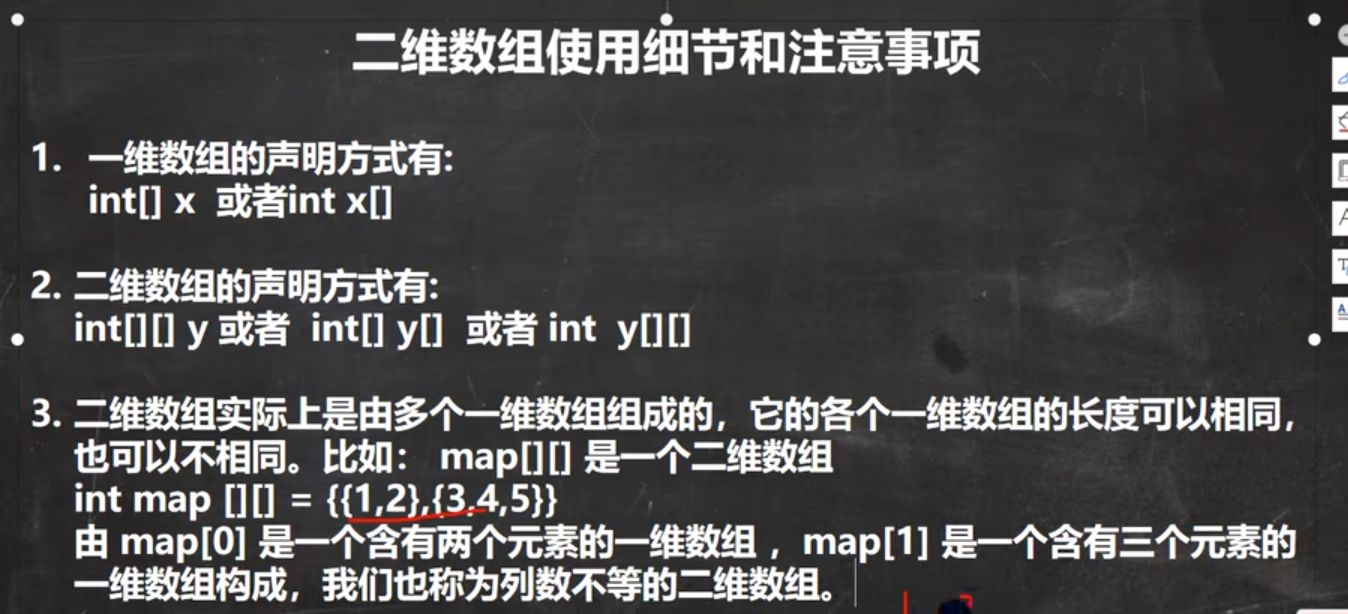 二维数组使用细节和注意事项
1. 一维数组的声明方式有:
int[] x 或者int x[]
2. 二维数组的声明方式有:
int[][] y 或者 int[] y[] 或者 int y[][]
3. 二维数组实际上是由多个一维数组组成的，它的各个一维数组的长度可以相同，
也可以不相同。比如： map[][] 是一个二维数组
int map [][] = {{1,2},{3,4,5}}
由 map[0] 是一个含有两个元素的一维数组 ，map[1] 是一个含有三个元素的
一维数组构成，我们也称为列数不等的二维数组。